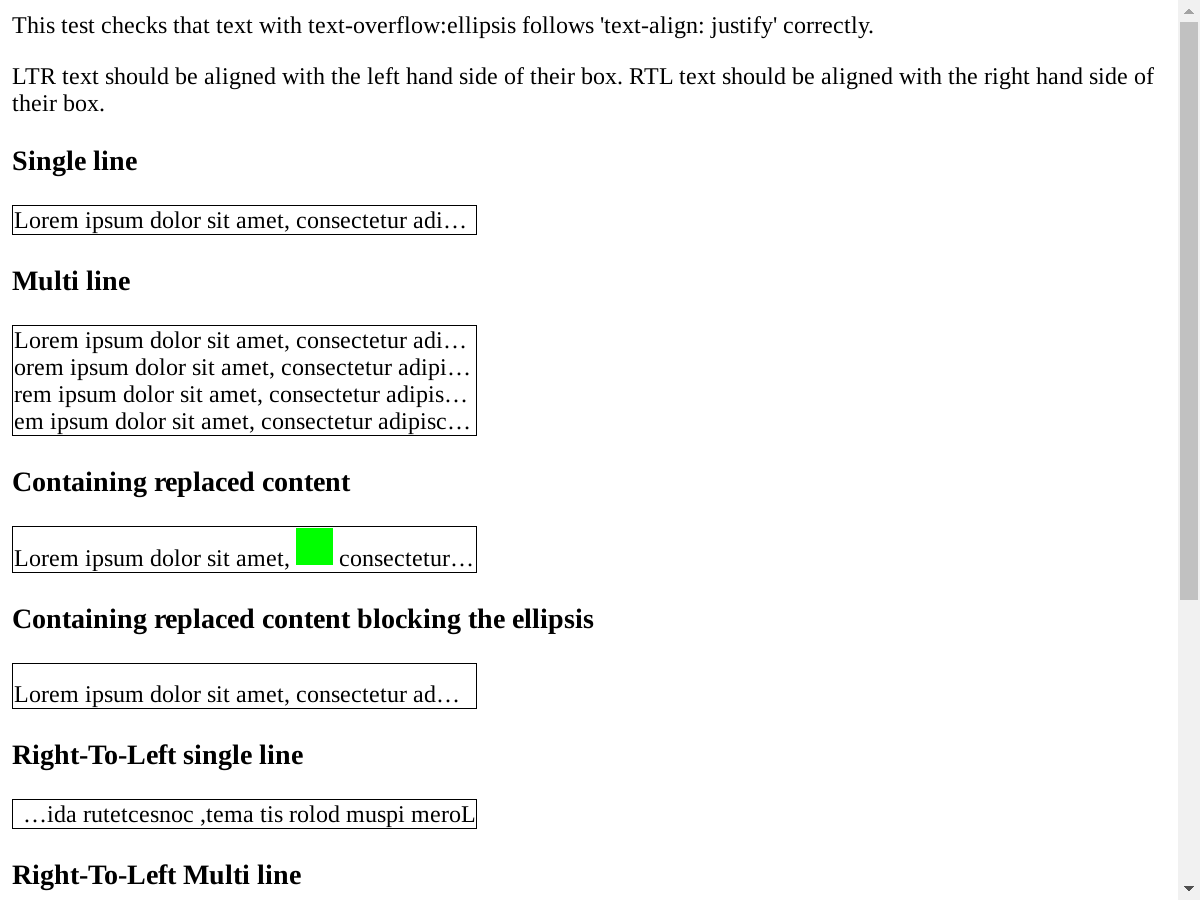 This test checks that text with text-overflow:ellipsis follows 'text-align: justify' correctly.
LTR text should be aligned with the left hand side of their box. RTL text should be aligned with the right hand side of
their box.
Single line
Lorem ipsum dolor sit amet, consectetur adi…
Multi line
Lorem ipsum dolor sit amet, consectetur adi…
orem ipsum dolor sit amet, consectetur adipi…
rem ipsum dolor sit amet, consectetur adipis…
em ipsum dolor sit amet, consectetur adipisc…
Containing replaced content
Lorem ipsum dolor sit amet, consectetur…
Containing replaced content blocking the ellipsis
Lorem ipsum dolor sit amet, consectetur ad…
Right-To-Left single line
…ida rutetcesnoc ,tema tis rolod muspi meroL
Right-To-Left Multi line